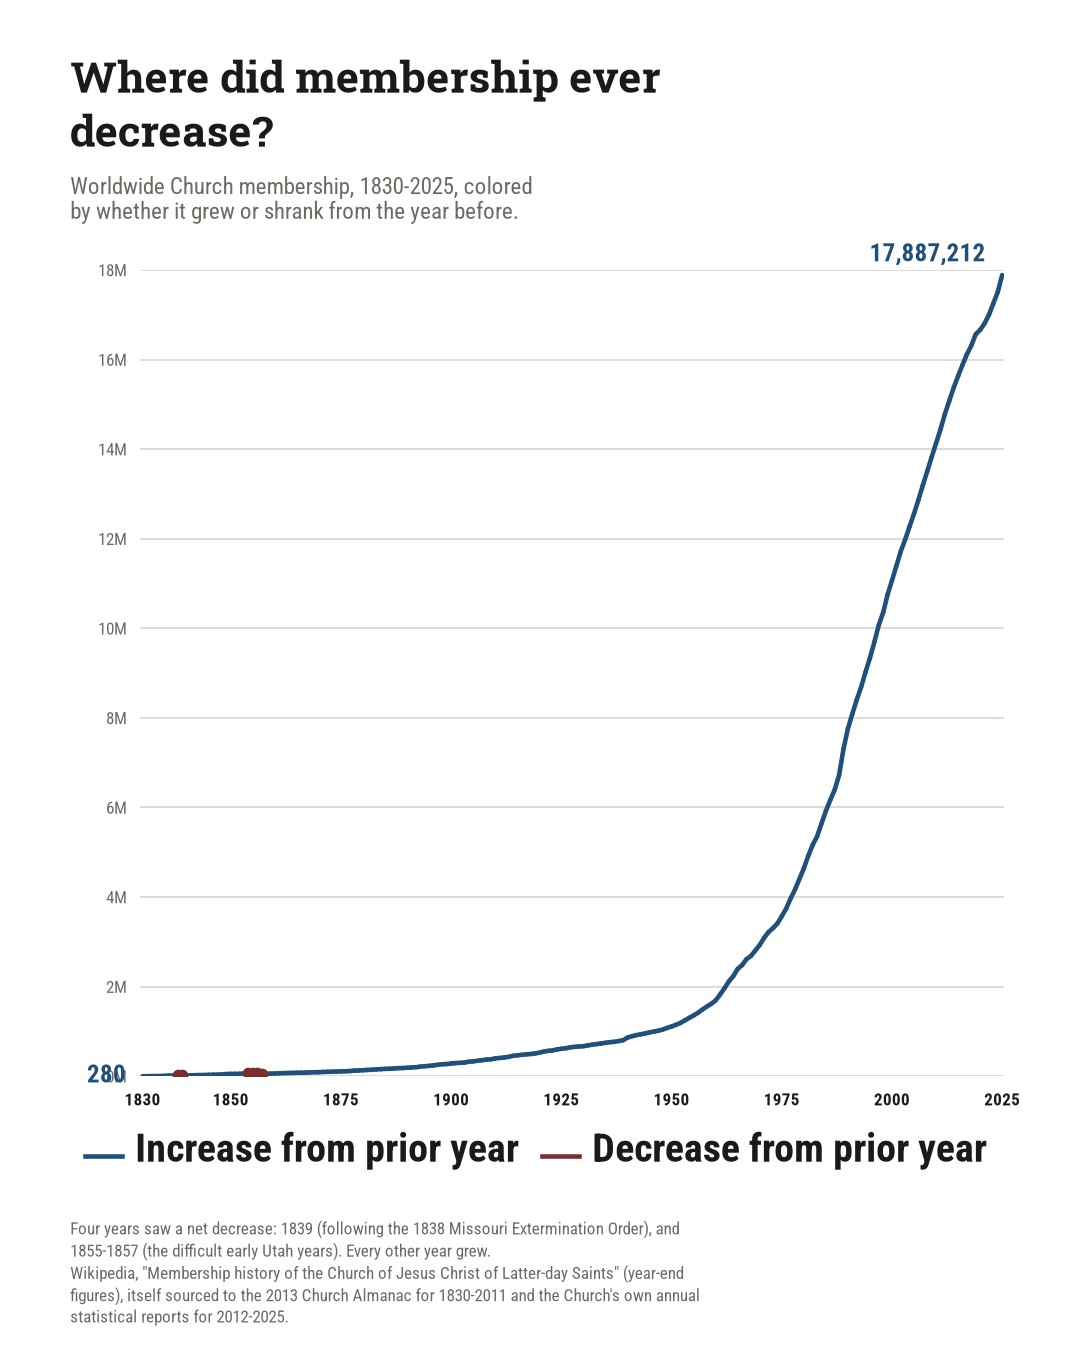 Where did membership ever
decrease?
Worldwide Church membership, 1830-2025, colored
by whether it grew or shrank from the year before.
17,887,212
18M
16M
14M
12M
10M
8M
6M
4M
2M
0M
280
1830 1850 1875 1900 1925 1950 1975 2000 2025
Increase from prior year Decrease from prior year
Four years saw a net decrease: 1839 (following the 1838 Missouri Extermination Order), and
1855-1857 (the difficult early Utah years). Every other year grew.
Wikipedia, "Membership history of the Church of Jesus Christ of Latter-day Saints" (year-end
figures), itself sourced to the 2013 Church Almanac for 1830-2011 and the Church's own annual
statistical reports for 2012-2025.